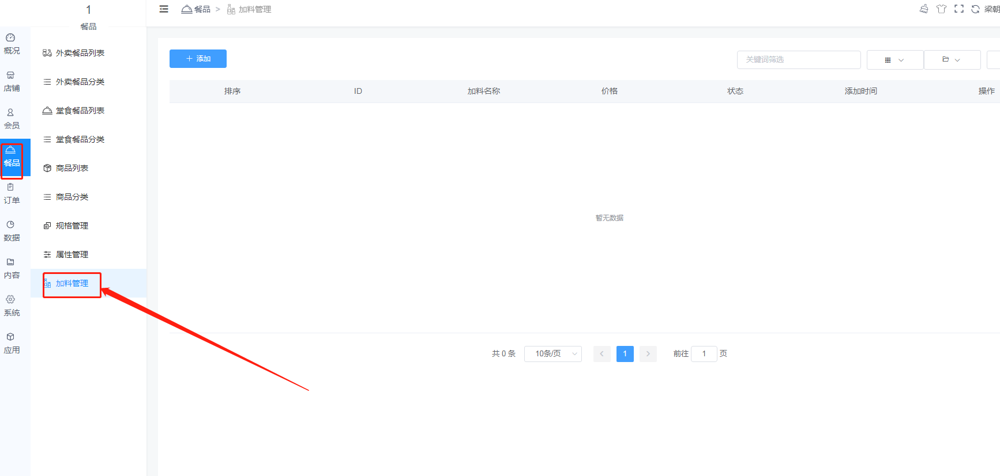 1
餐品
概况
店铺
会员
餐品
订单
数据
内容
系统
应用
外卖餐品列表
外卖餐品分类
堂食餐品列表
堂食餐品分类
商品列表
商品分类
规格管理
属性管理
加料管理
餐品 > 加料管理
梁朝
+ 添加
关键词筛选
排序 ID 加料名称 价格 状态 添加时间 操作
暂无数据
共 0 条 10条/页 < 1 > 前往 1 页